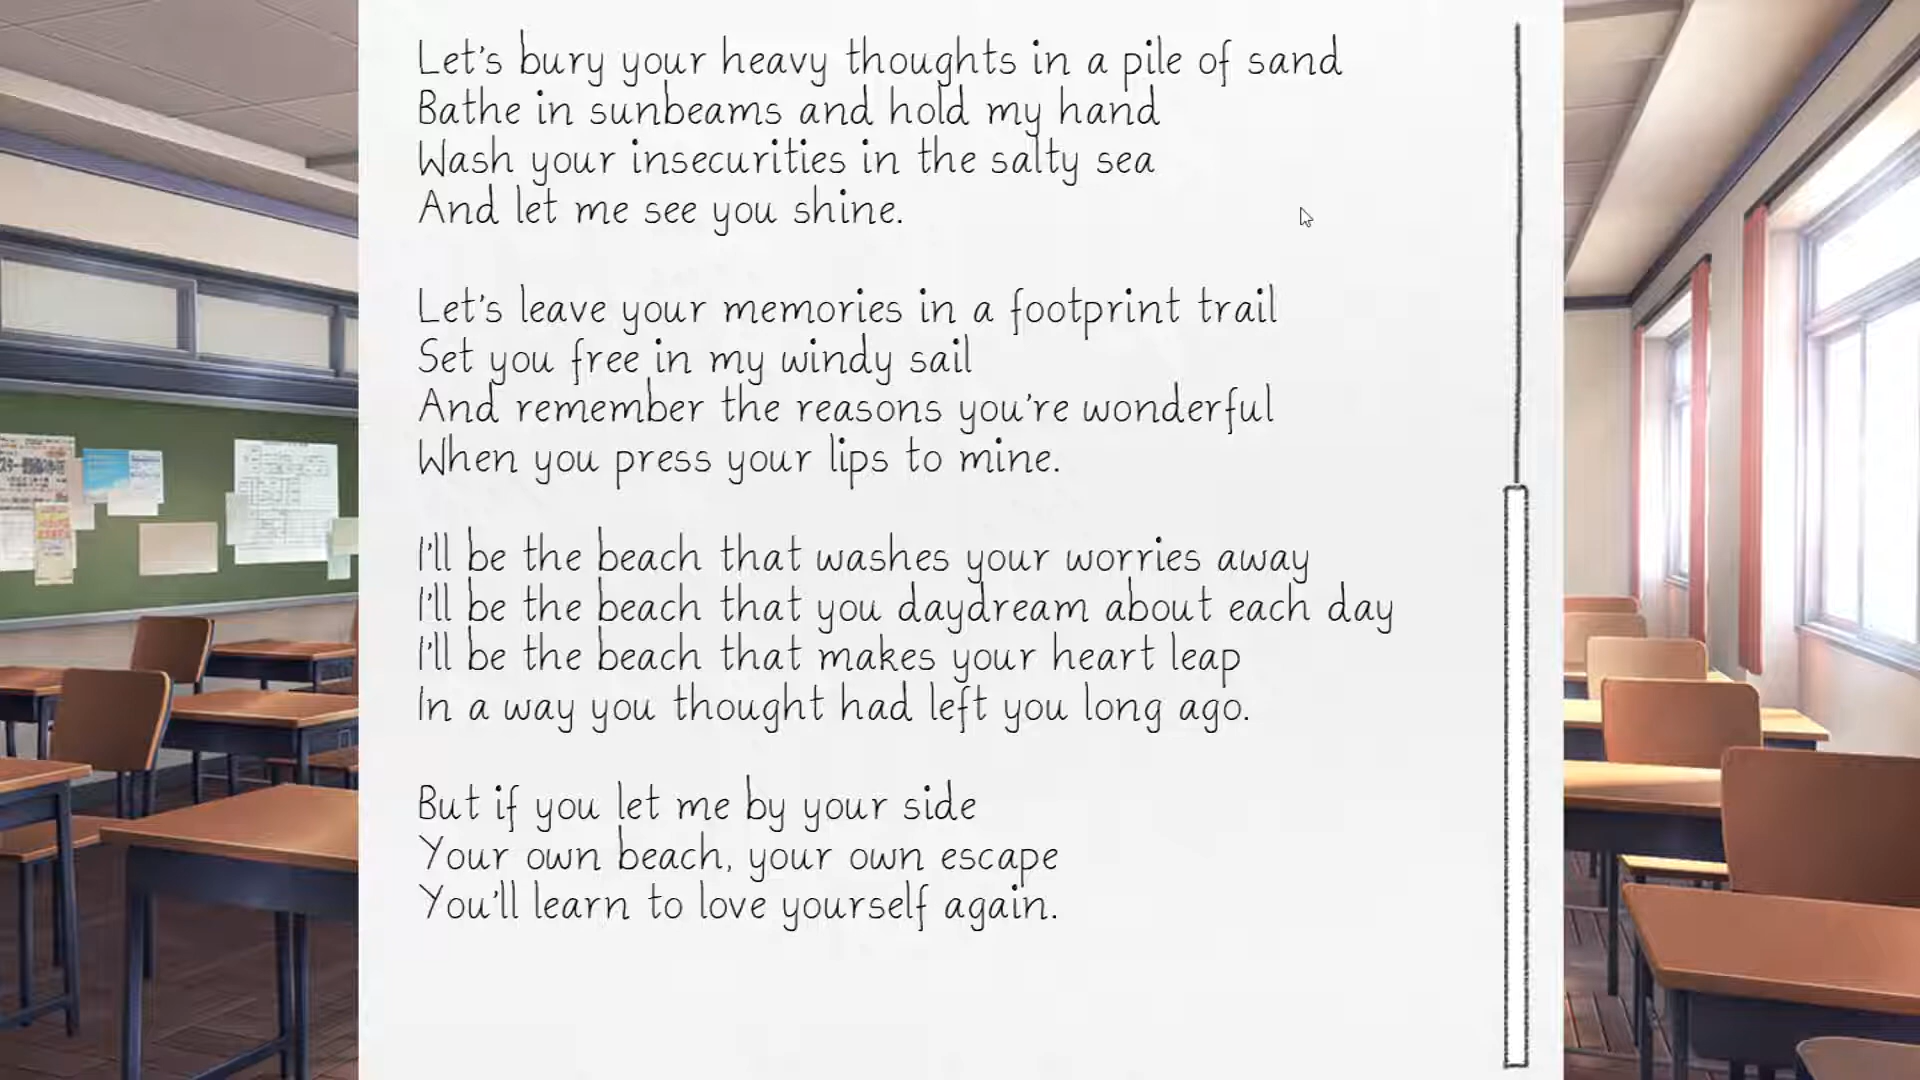 Let's bury your heavy thoughts in a pile of sand
Bathe in sunbeams and hold my hand
Wash your insecurities in the salty sea
And let me see you shine.
Let's leave your memories in a footprint trail
Set you free in my windy sail
And remember the reasons you're wonderful
When you press your lips to mine.
I'll be the beach that washes your worries away
I'll be the beach that you daydream about each day
I'll be the beach that makes your heart leap
In a way you thought had left you long ago.
But if you let me by your side
Your own beach, your own escape
You'll learn to love yourself again.